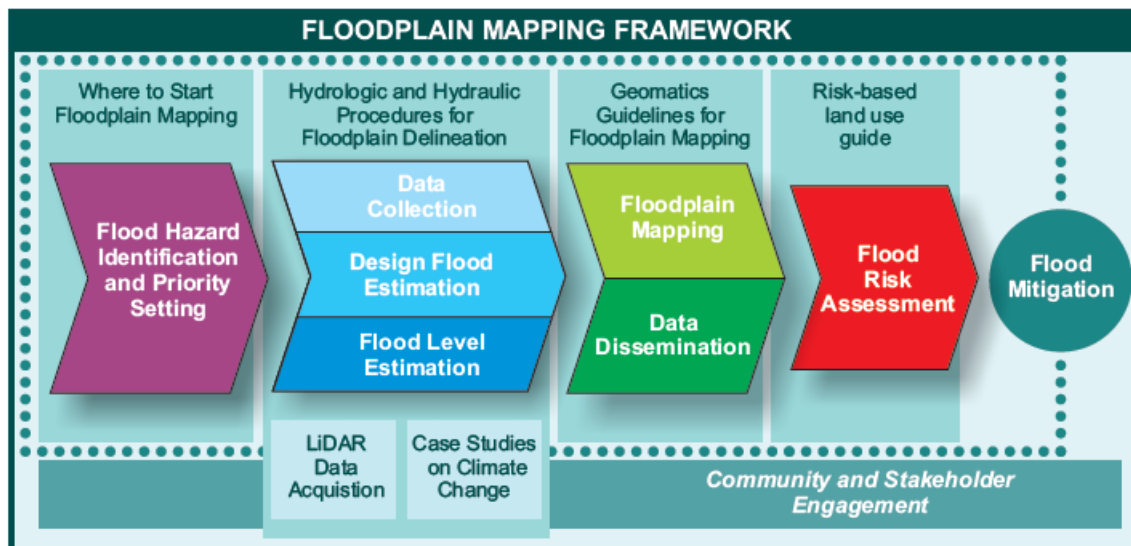 FLOODPLAIN MAPPING FRAMEWORK
Where to Start
Floodplain Mapping
Hydrologic and Hydraulic
Procedures for
Floodplain Delineation
Geomatics
Guidelines for
Floodplain Mapping
Risk-based
land use
guide
Flood Hazard
Identification
and Priority
Setting
Data
Collection
Design Flood
Estimation
Flood Level
Estimation
Floodplain
Mapping
Data
Dissemination
Flood
Risk
Assessment
Flood
Mitigation
LiDAR
Data
Acquistion
Case Studies
on Climate
Change
Community and Stakeholder
Engagement